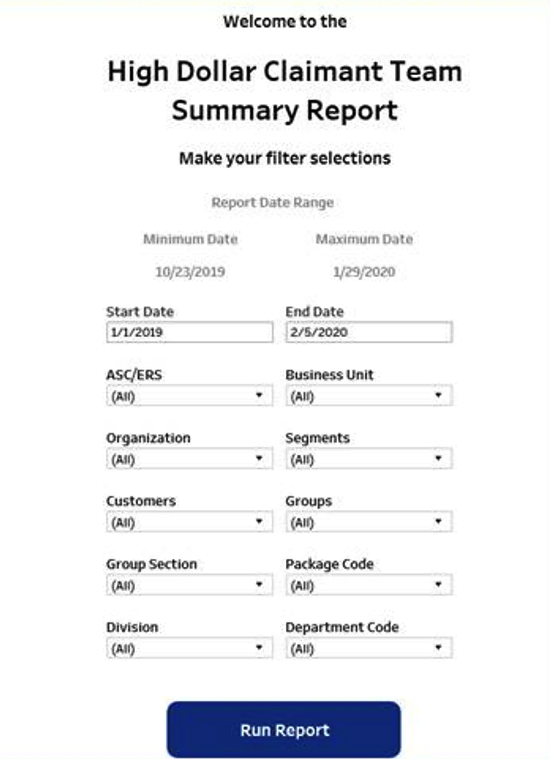 Welcome to the
High Dollar Claimant Team
Summary Report
Make your filter selections
Report Date Range
Minimum Date Maximum Date
10/23/2019 1/29/2020
Start Date End Date
1/1/2019 2/5/2020
ASC/ERS Business Unit
(All) (All)
Organization Segments
(All) (All)
Customers Groups
(All) (All)
Group Section Package Code
(All) (All)
Division Department Code
(All) (All)
Run Report